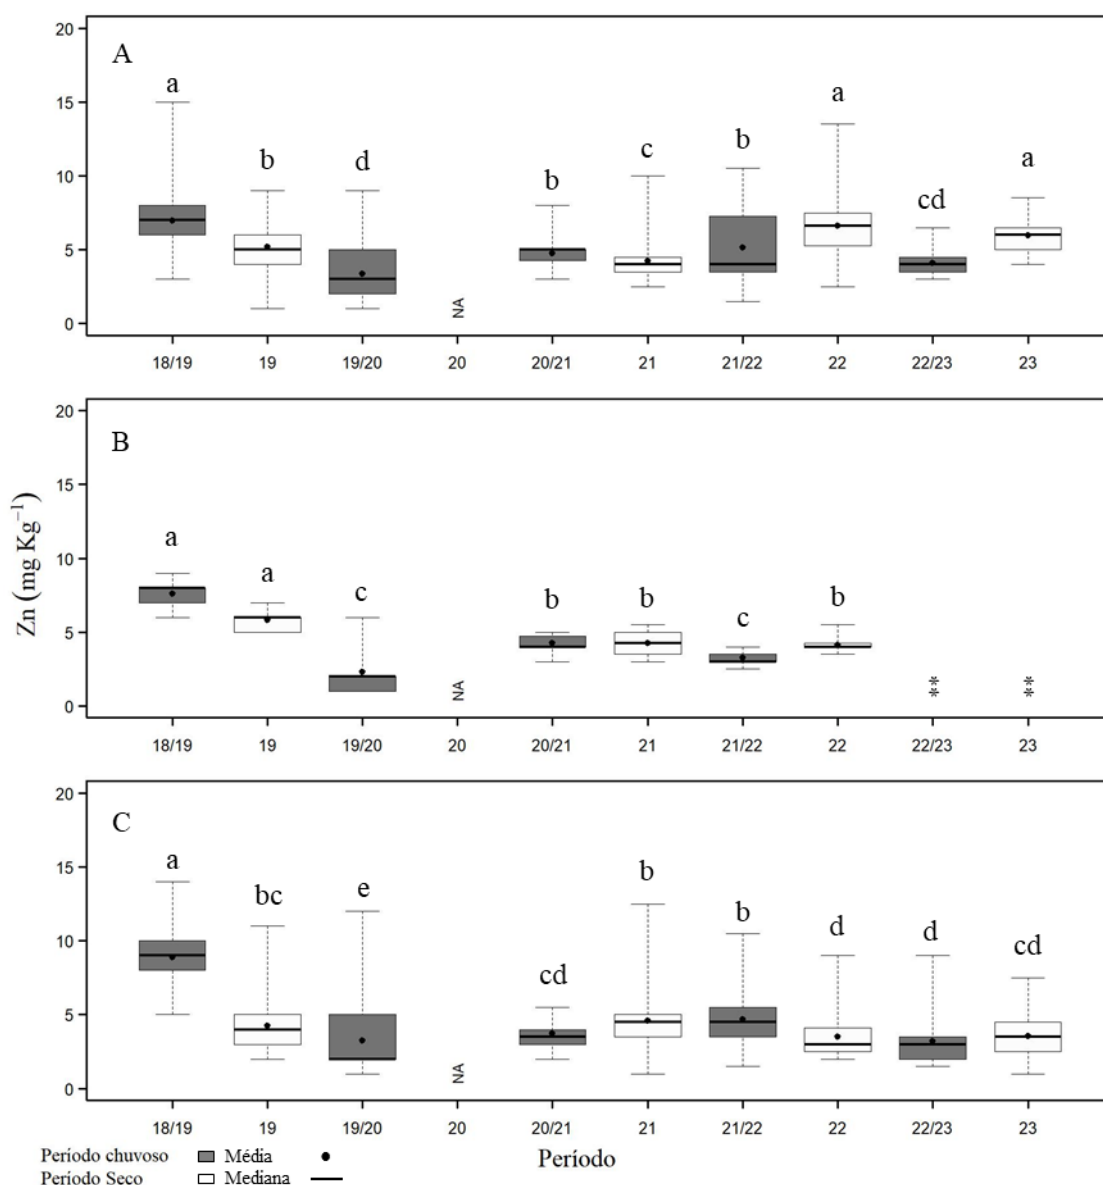 A
20
15
10
5
0
a
b
d
NA
b
c
b
a
cd
a
18/19 19 19/20 20 20/21 21 21/22 22 22/23 23
B
20
15
10
5
0
a
a
c
NA
b
b
c
b
**
**
18/19 19 19/20 20 20/21 21 21/22 22 22/23 23
Zn (mg Kg⁻¹)
C
20
15
10
5
0
a
bc
e
NA
cd
b
b
d
d
cd
18/19 19 19/20 20 20/21 21 21/22 22 22/23 23
Período
Período chuvoso Média
Período Seco Mediana